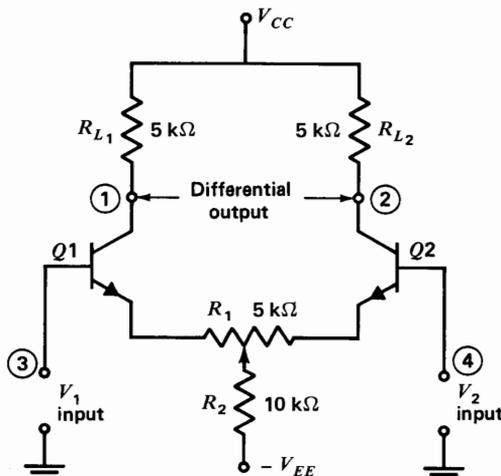 V_CC
R_L1 5 kΩ 5 kΩ R_L2
① Differential output ②
Q1 Q2
R_1 5 kΩ
③ ④
V_1 input V_2 input
R_2 10 kΩ
- V_EE